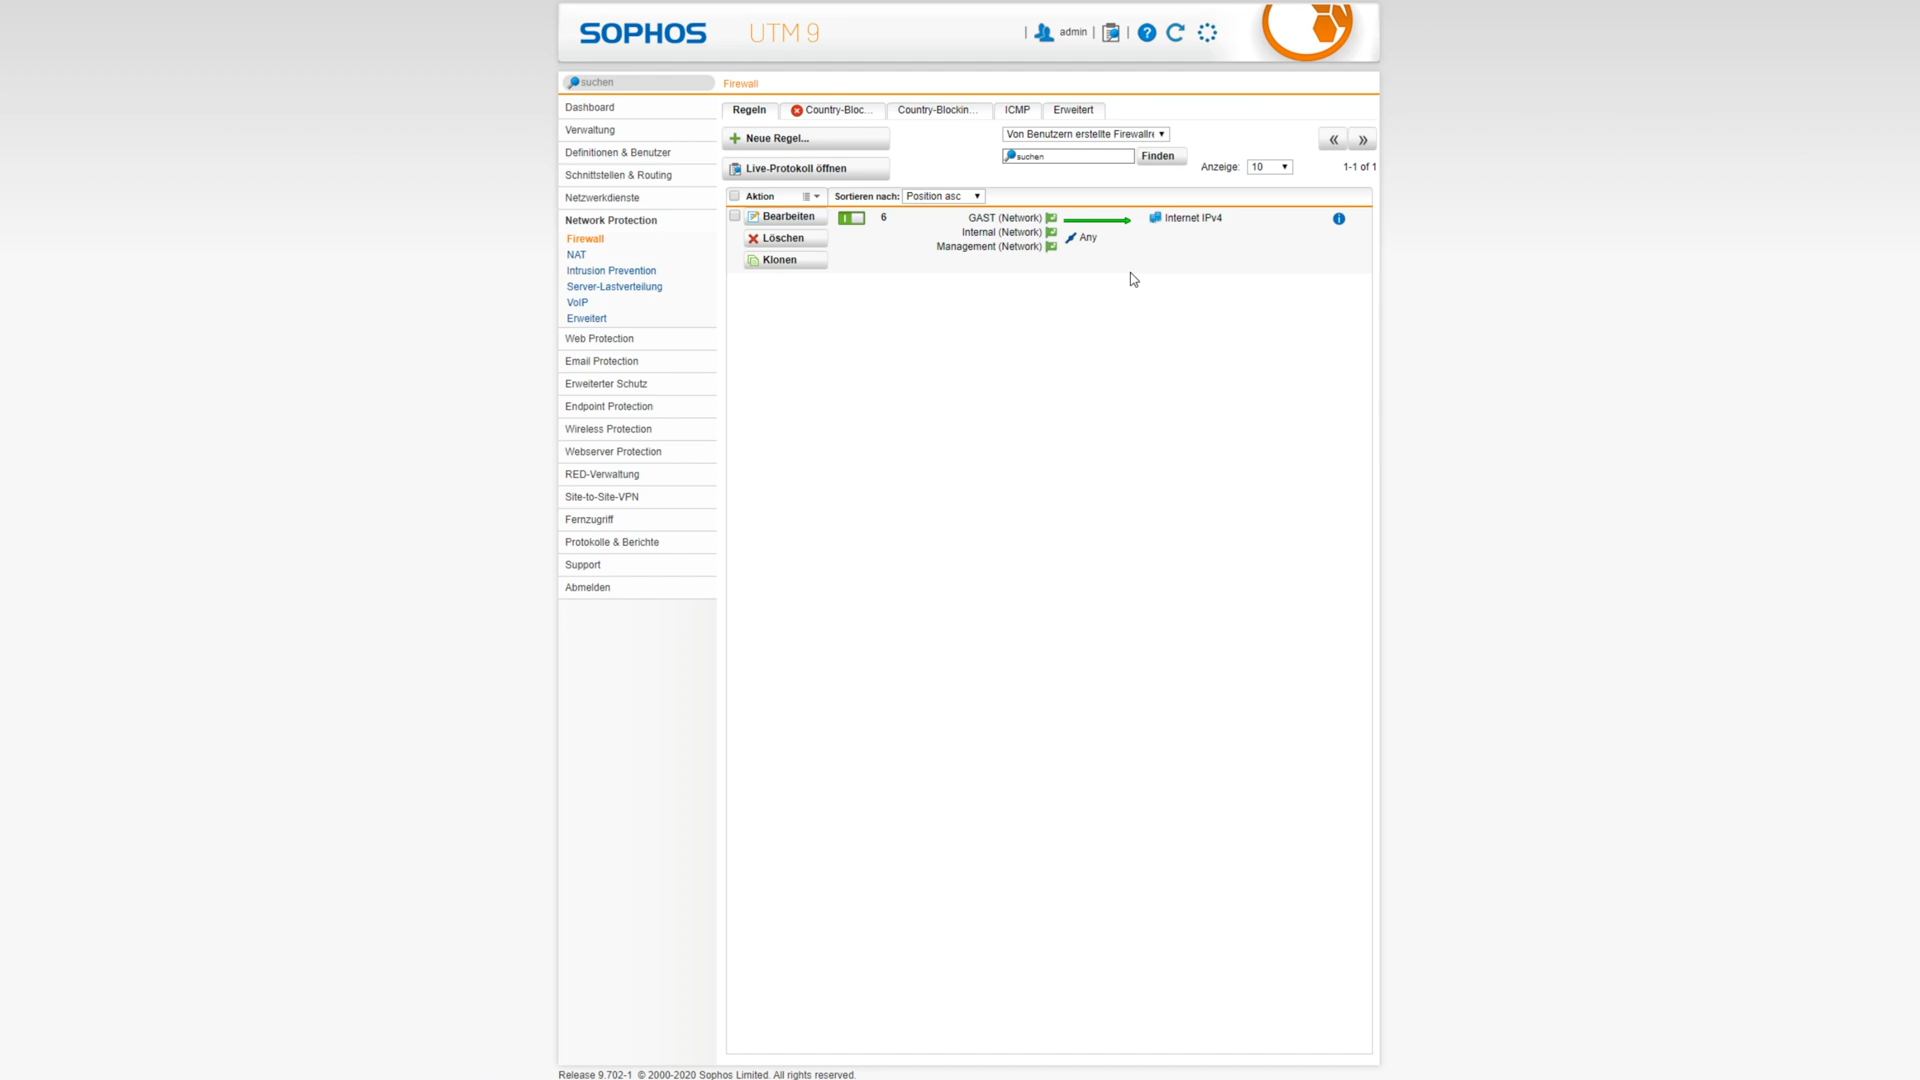 SOPHOS UTM 9 | admin | |
suchen
Firewall
Dashboard
Verwaltung
Definitionen & Benutzer
Schnittstellen & Routing
Netzwerkdienste
Network Protection
Firewall
NAT
Intrusion Prevention
Server-Lastverteilung
VoIP
Erweitert
Web Protection
Email Protection
Erweiterter Schutz
Endpoint Protection
Wireless Protection
Webserver Protection
RED-Verwaltung
Site-to-Site-VPN
Fernzugriff
Protokolle & Berichte
Support
Abmelden
Regeln Country-Bloc... Country-Blockin... ICMP Erweitert
Neue Regel...
Von Benutzern erstellte Firewallre
suchen Finden
Live-Protokoll öffnen
Anzeige: 10 1-1 of 1
Aktion Sortieren nach: Position asc
Bearbeiten 6 GAST (Network) Internet IPv4
Internal (Network)
Löschen Any
Management (Network)
Klonen
Release 9.702-1 © 2000-2020 Sophos Limited. All rights reserved.